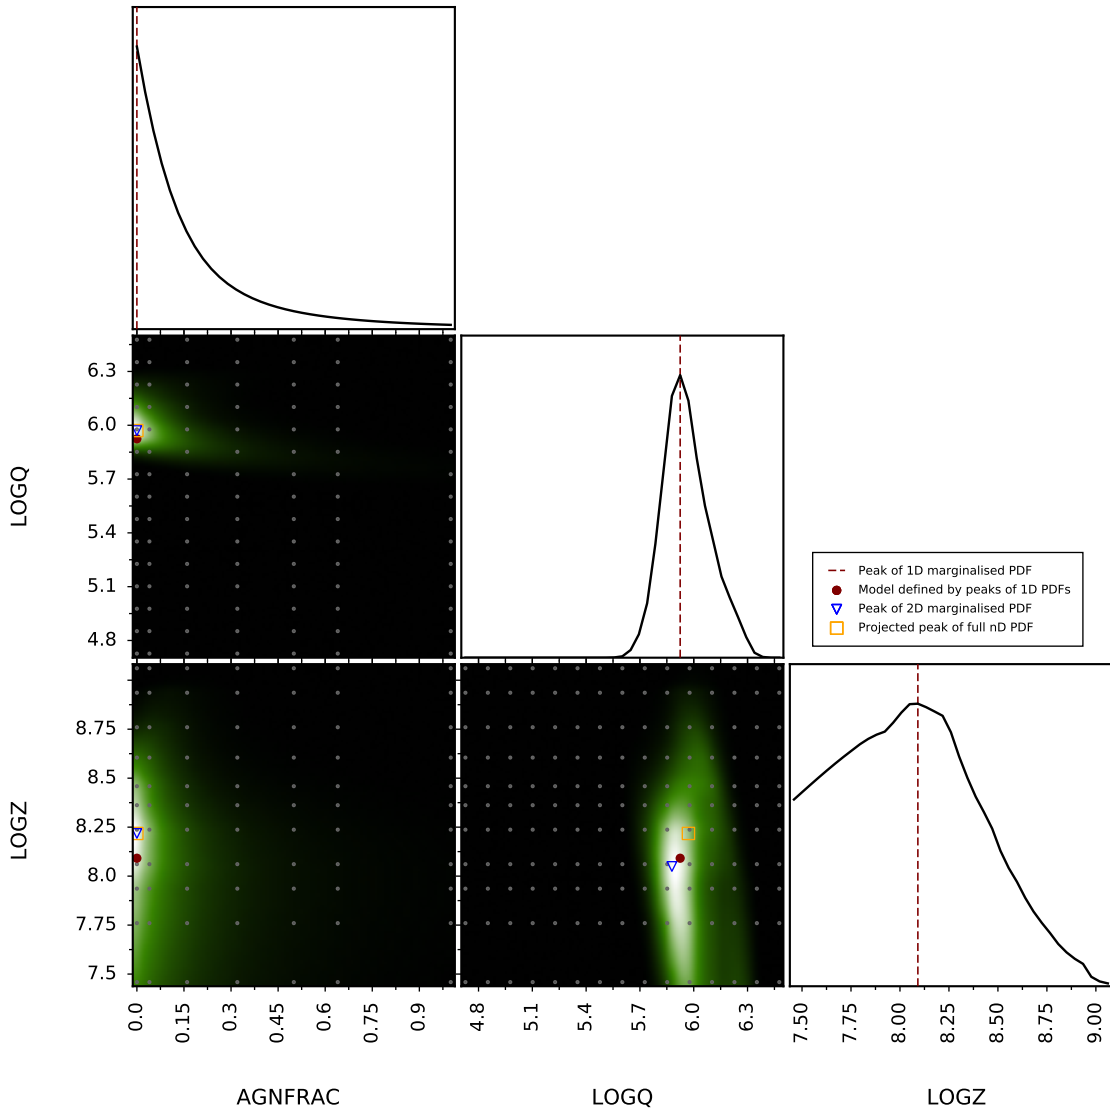 6.3
6.0
5.7
5.4
5.1
4.8
LOGQ
Peak of 1D marginalised PDF
Model defined by peaks of 1D PDFs
Peak of 2D marginalised PDF
Projected peak of full nD PDF
8.75
8.5
8.25
8.0
7.75
7.5
LOGZ
0.0 0.15 0.3 0.45 0.6 0.75 0.9
4.8 5.1 5.4 5.7 6.0 6.3
7.50 7.75 8.00 8.25 8.50 8.75 9.00
AGNFRAC
LOGQ
LOGZ